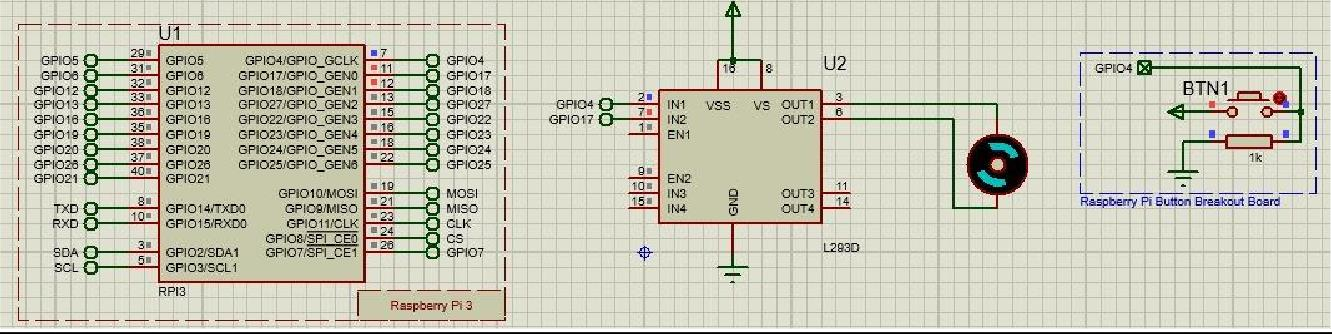 U1
GPIO5 29 GPIO5 GPIO4/GPIO_GCLK 7 GPIO4
GPIO6 31 GPIO6 GPIO17/GPIO_GEN0 11 GPIO17
GPIO12 32 GPIO12 GPIO18/GPIO_GEN1 12 GPIO18
GPIO13 33 GPIO13 GPIO27/GPIO_GEN2 13 GPIO27
GPIO16 36 GPIO16 GPIO22/GPIO_GEN3 15 GPIO22
GPIO19 35 GPIO19 GPIO23/GPIO_GEN4 16 GPIO23
GPIO20 38 GPIO20 GPIO24/GPIO_GEN5 18 GPIO24
GPIO26 37 GPIO26 GPIO25/GPIO_GEN6 22 GPIO25
GPIO21 40 GPIO21
GPIO10/MOSI 19 MOSI
TXD 8 GPIO14/TXD0 GPIO9/MISO 21 MISO
RXD 10 GPIO15/RXD0 GPIO11/CLK 23 CLK
GPIO8/SPI_CE0 24 CS
SDA 3 GPIO2/SDA1 GPIO7/SPI_CE1 26 GPIO7
SCL 5 GPIO3/SCL1
RPI3
Raspberry Pi 3
U2
16 8
GPIO4 2 IN1 VSS VS OUT1 3
GPIO17 7 IN2 OUT2 6
1 EN1
9 EN2
10 IN3 OUT3 11
15 IN4 GND OUT4 14
L293D
GPIO4
BTN1
1k
Raspberry Pi Button Breakout Board